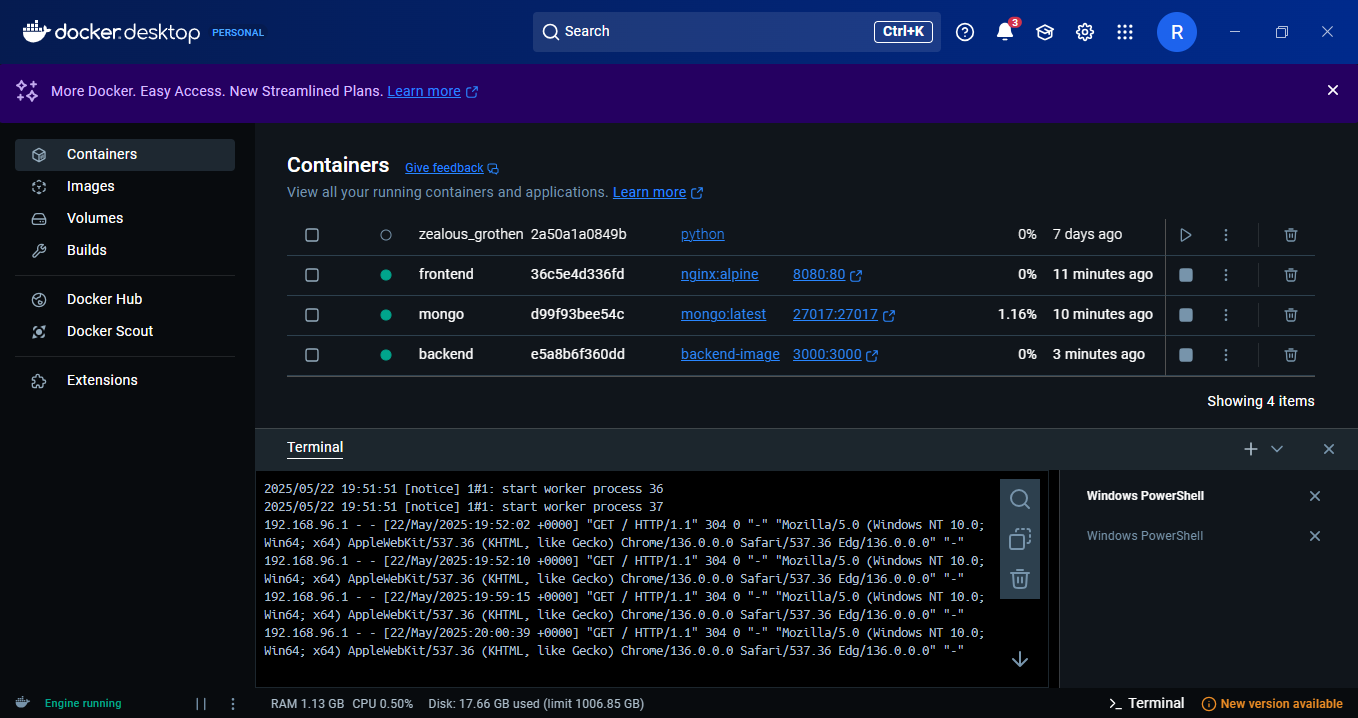 docker.desktop PERSONAL
Search Ctrl+K
3
R
More Docker. Easy Access. New Streamlined Plans. Learn more
Containers
Images
Volumes
Builds
Docker Hub
Docker Scout
Extensions
Containers Give feedback
View all your running containers and applications. Learn more
zealous_grothen 2a50a1a0849b python 0% 7 days ago
frontend 36c5e4d336fd nginx:alpine 8080:80 0% 11 minutes ago
mongo d99f93bee54c mongo:latest 27017:27017 1.16% 10 minutes ago
backend e5a8b6f360dd backend-image 3000:3000 0% 3 minutes ago
Showing 4 items
Terminal
2025/05/22 19:51:51 [notice] 1#1: start worker process 36
2025/05/22 19:51:51 [notice] 1#1: start worker process 37
192.168.96.1 - - [22/May/2025:19:52:02 +0000] "GET / HTTP/1.1" 304 0 "-" "Mozilla/5.0 (Windows NT 10.0;
Win64; x64) AppleWebKit/537.36 (KHTML, like Gecko) Chrome/136.0.0.0 Safari/537.36 Edg/136.0.0.0" "-"
192.168.96.1 - - [22/May/2025:19:52:10 +0000] "GET / HTTP/1.1" 304 0 "-" "Mozilla/5.0 (Windows NT 10.0;
Win64; x64) AppleWebKit/537.36 (KHTML, like Gecko) Chrome/136.0.0.0 Safari/537.36 Edg/136.0.0.0" "-"
192.168.96.1 - - [22/May/2025:19:59:15 +0000] "GET / HTTP/1.1" 304 0 "-" "Mozilla/5.0 (Windows NT 10.0;
Win64; x64) AppleWebKit/537.36 (KHTML, like Gecko) Chrome/136.0.0.0 Safari/537.36 Edg/136.0.0.0" "-"
192.168.96.1 - - [22/May/2025:20:00:39 +0000] "GET / HTTP/1.1" 304 0 "-" "Mozilla/5.0 (Windows NT 10.0;
Win64; x64) AppleWebKit/537.36 (KHTML, like Gecko) Chrome/136.0.0.0 Safari/537.36 Edg/136.0.0.0" "-"
Windows PowerShell
Windows PowerShell
Engine running
RAM 1.13 GB CPU 0.50% Disk: 17.66 GB used (limit 1006.85 GB)
Terminal
New version available